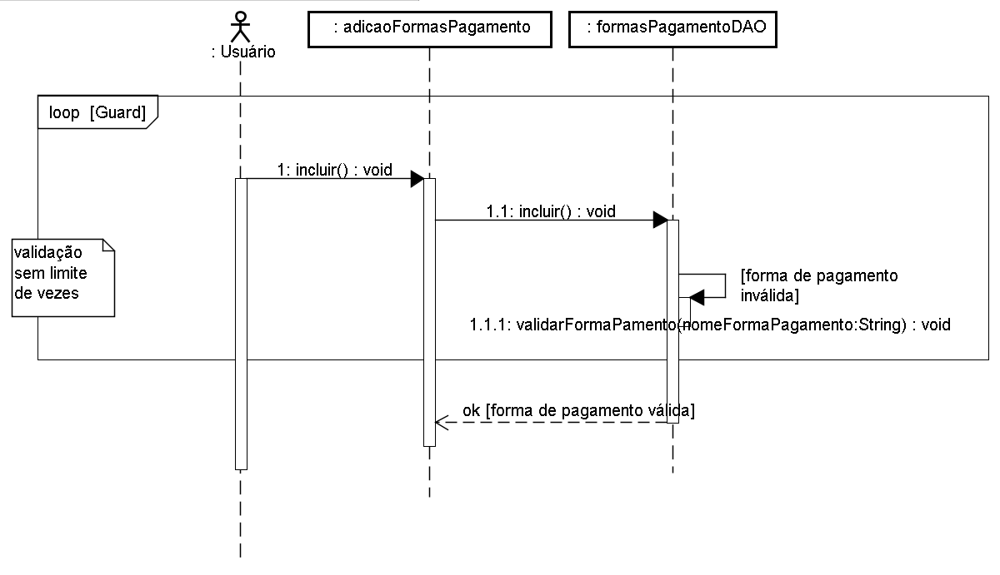 : Usuário
: adicaoFormasPagamento
: formasPagamentoDAO
loop [Guard]
1: incluir() : void
1.1: incluir() : void
validação
sem limite
de vezes
[forma de pagamento
inválida]
1.1.1: validarFormaPamento(nomeFormaPagamento:String) : void
ok [forma de pagamento válida]